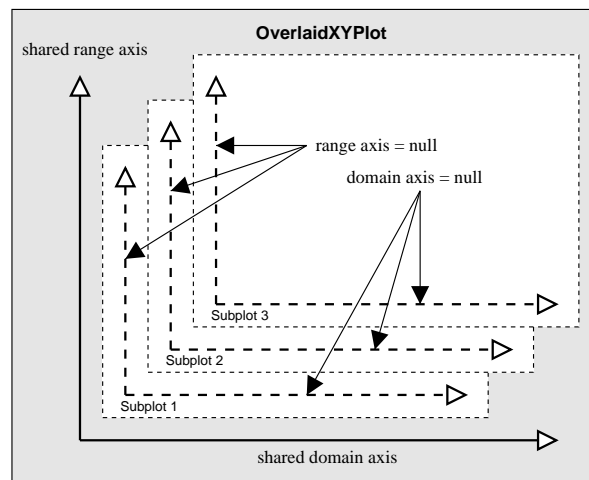 OverlaidXYPlot
shared range axis
range axis = null
domain axis = null
Subplot 3
Subplot 2
Subplot 1
shared domain axis